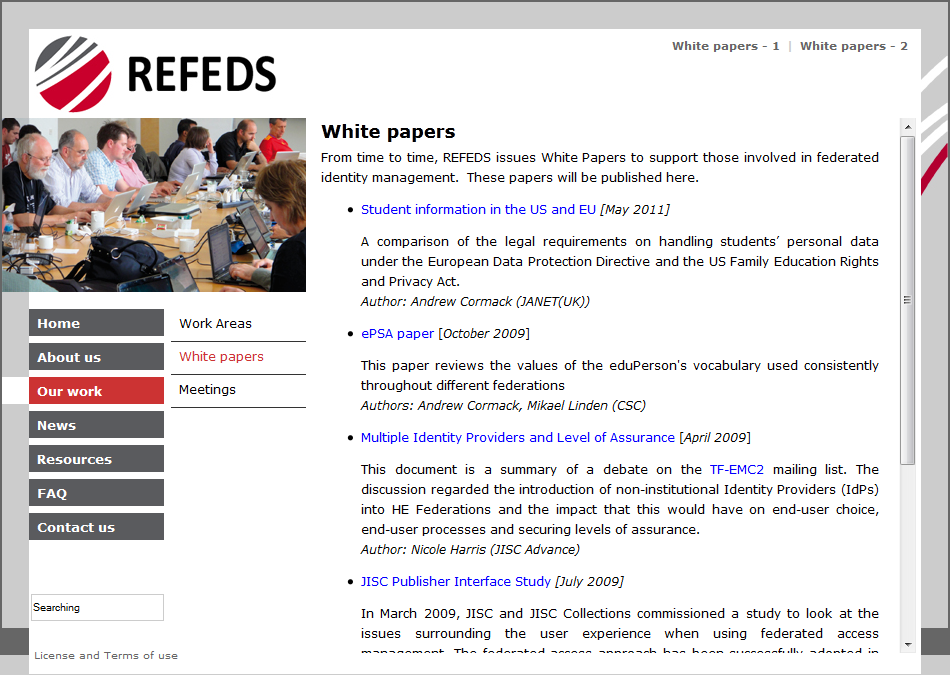 White papers - 1 | White papers - 2
REFEDS
White papers
From time to time, REFEDS issues White Papers to support those involved in federated
identity management. These papers will be published here.
• Student information in the US and EU [May 2011]
A comparison of the legal requirements on handling students´ personal data
under the European Data Protection Directive and the US Family Education Rights
and Privacy Act.
Author: Andrew Cormack (JANET(UK))
• ePSA paper [October 2009]
This paper reviews the values of the eduPerson's vocabulary used consistently
throughout different federations
Authors: Andrew Cormack, Mikael Linden (CSC)
• Multiple Identity Providers and Level of Assurance [April 2009]
This document is a summary of a debate on the TF-EMC2 mailing list. The
discussion regarded the introduction of non-institutional Identity Providers (IdPs)
into HE Federations and the impact that this would have on end-user choice,
end-user processes and securing levels of assurance.
Author: Nicole Harris (JISC Advance)
• JISC Publisher Interface Study [July 2009]
In March 2009, JISC and JISC Collections commissioned a study to look at the
issues surrounding the user experience when using federated access
management. The federated access approach has been successfully adopted in
Home
About us
Our work
News
Resources
FAQ
Contact us
Work Areas
White papers
Meetings
Searching
License and Terms of use